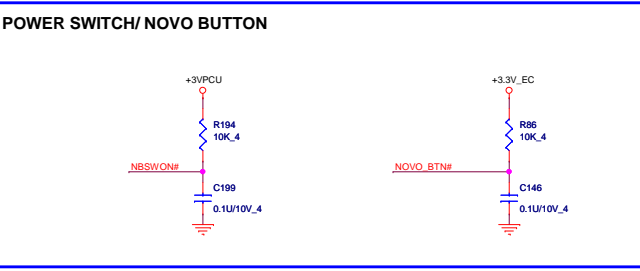 POWER SWITCH/ NOVO BUTTON
+3VPCU
R194
10K_4
NBSWON#
C199
0.1U/10V_4
+3.3V_EC
R86
10K_4
NOVO_BTN#
C146
0.1U/10V_4